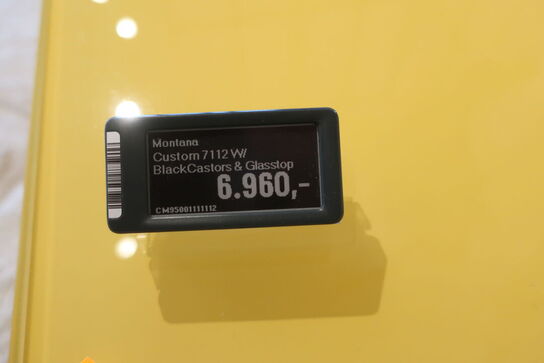 Montana
Custom 7112 W/
BlackCastors & Glasstop
6.960,-
CM95001111112